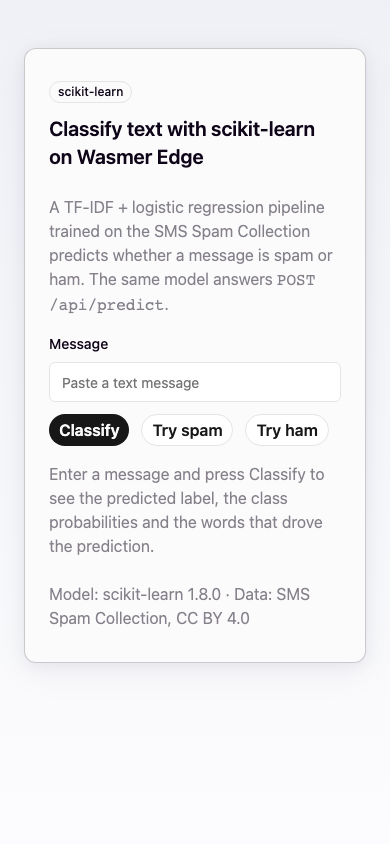 scikit-learn
Classify text with scikit-learn
on Wasmer Edge
A TF-IDF + logistic regression pipeline
trained on the SMS Spam Collection
predicts whether a message is spam or
ham. The same model answers POST
/api/predict.
Message
Paste a text message
Classify Try spam Try ham
Enter a message and press Classify to
see the predicted label, the class
probabilities and the words that drove
the prediction.
Model: scikit-learn 1.8.0 · Data: SMS
Spam Collection, CC BY 4.0